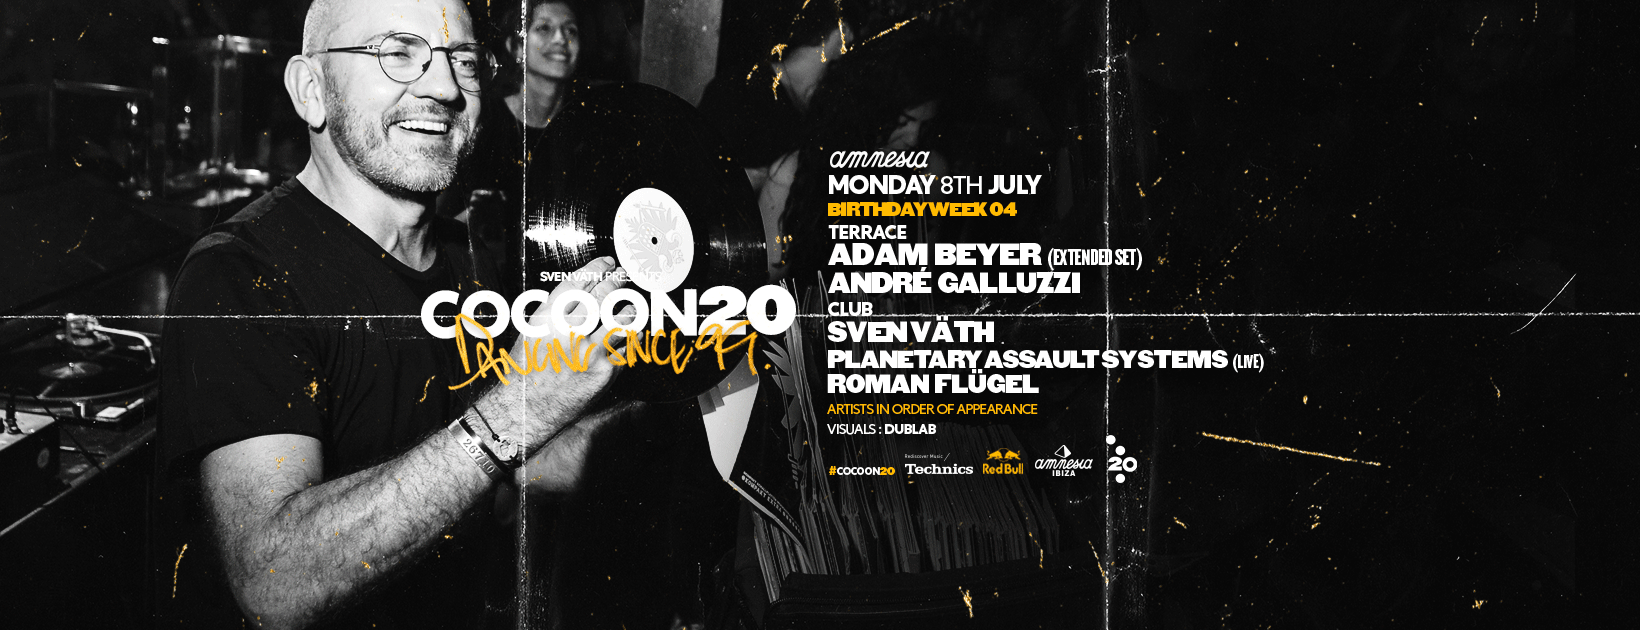 SVEN VÄTH PRESENTS
COCOON20
DANCING SINCE 99.
amnesia
MONDAY 8TH JULY
BIRTHDAY WEEK 04
TERRACE
ADAM BEYER (EXTENDED SET)
ANDRÉ GALLUZZI
CLUB
SVEN VÄTH
PLANETARY ASSAULT SYSTEMS (LIVE)
ROMAN FLÜGEL
ARTISTS IN ORDER OF APPEARANCE
VISUALS : DUBLAB
#COCOON20
Rediscover Music /
Technics
Red Bull
amnesia
IBIZA
20